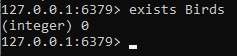 127.0.0.1:6379> exists Birds
(integer) 0
127.0.0.1:6379>